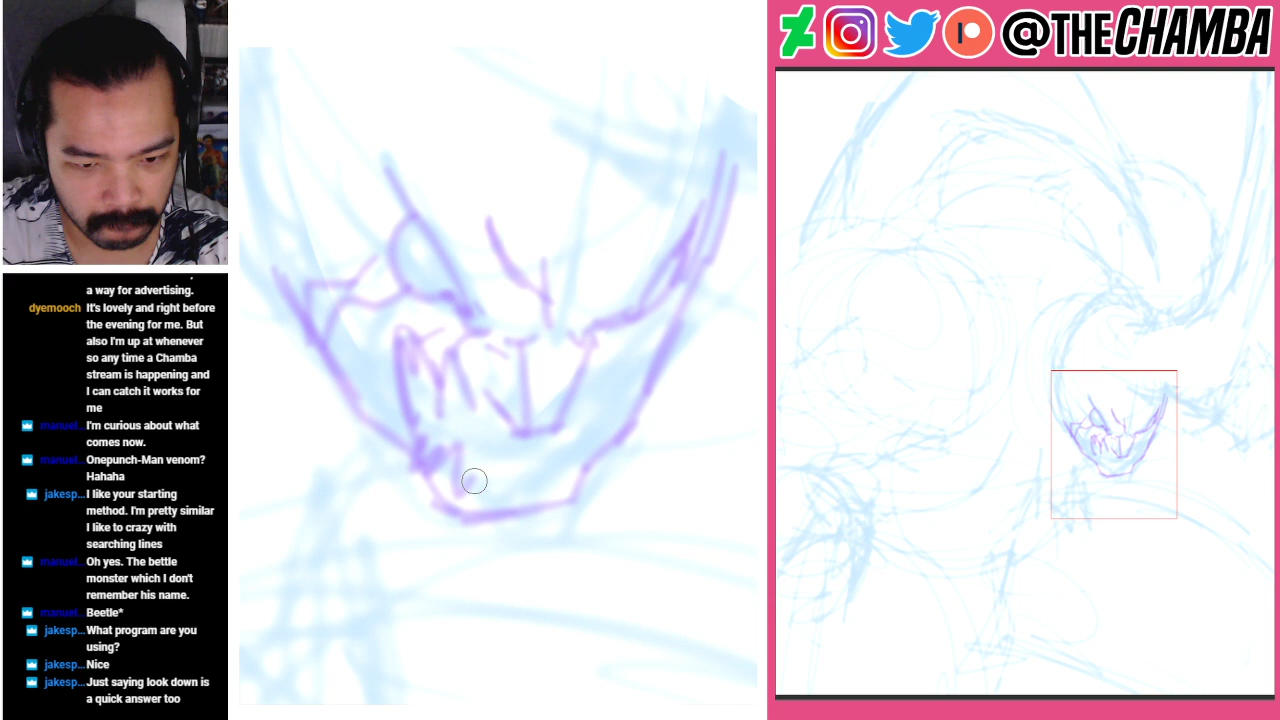 @THECHAMBA
a way for advertising.
dyemooch It's lovely and right before
the evening for me. But
also I'm up at whenever
so any time a Chamba
stream is happening and
I can catch it works for
me
manuel... I'm curious about what
comes now.
manuel... Onepunch-Man venom?
Hahaha
jakesp... I like your starting
method. I'm pretty similar
I like to crazy with
searching lines
manuel... Oh yes. The bettle
monster which I don't
remember his name.
manuel... Beetle*
jakesp... What program are you
using?
jakesp... Nice
jakesp... Just saying look down is
a quick answer too